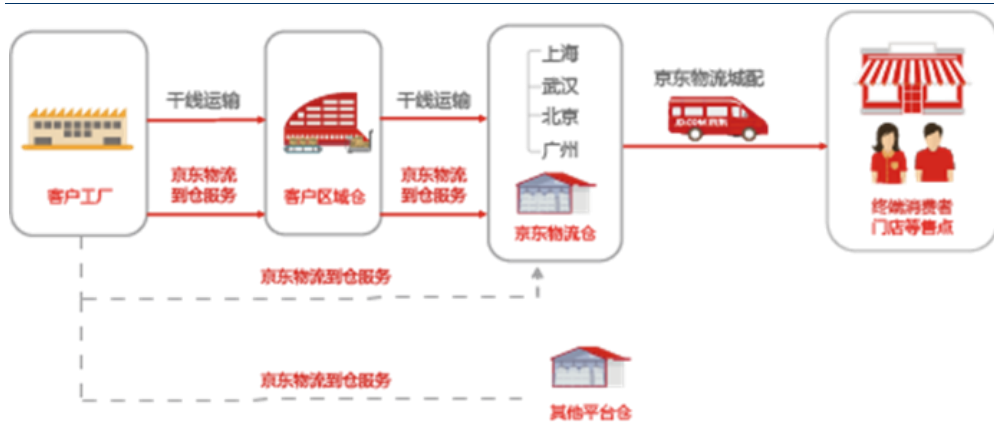 干线运输
京东物流
到仓服务
客户工厂
干线运输
京东物流
到仓服务
客户区域仓
上海
武汉
北京
广州
京东物流仓
京东物流城配
JD.COM
终端消费者
门店等售点
京东物流到仓服务
京东物流到仓服务
其他平台仓